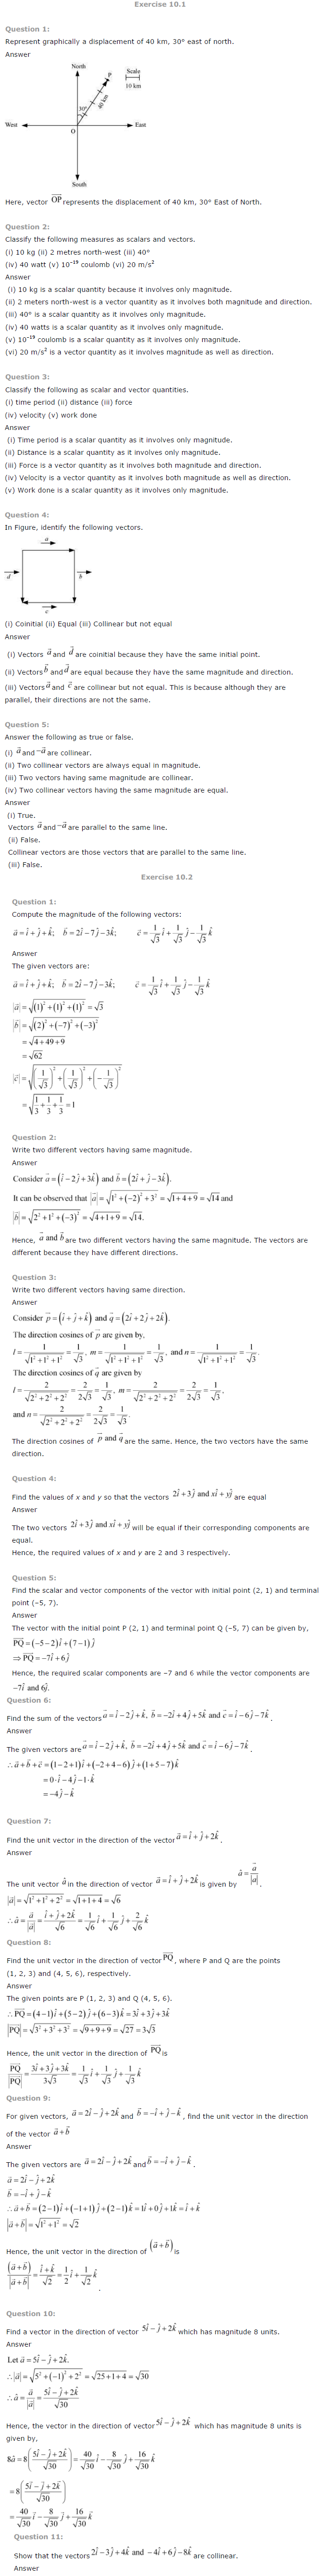 Exercise 10.1
Question 1:
Represent graphically a displacement of 40 km, 30° east of north.
Answer
North
P
Scale
10 km
30°
40 km
West
East
O
South
Here, vector $\overrightarrow{OP}$ represents the displacement of 40 km, 30° East of North.
Question 2:
Classify the following measures as scalars and vectors.
(i) 10 kg (ii) 2 metres north-west (iii) 40°
(iv) 40 watt (v) 10⁻¹⁹ coulomb (vi) 20 m/s²
Answer
(i) 10 kg is a scalar quantity because it involves only magnitude.
(ii) 2 meters north-west is a vector quantity as it involves both magnitude and direction.
(iii) 40° is a scalar quantity as it involves only magnitude.
(iv) 40 watts is a scalar quantity as it involves only magnitude.
(v) 10⁻¹⁹ coulomb is a scalar quantity as it involves only magnitude.
(vi) 20 m/s² is a vector quantity as it involves magnitude as well as direction.
Question 3:
Classify the following as scalar and vector quantities.
(i) time period (ii) distance (iii) force
(iv) velocity (v) work done
Answer
(i) Time period is a scalar quantity as it involves only magnitude.
(ii) Distance is a scalar quantity as it involves only magnitude.
(iii) Force is a vector quantity as it involves both magnitude and direction.
(iv) Velocity is a vector quantity as it involves both magnitude as well as direction.
(v) Work done is a scalar quantity as it involves only magnitude.
Question 4:
In Figure, identify the following vectors.
a
d
b
c
(i) Coinitial (ii) Equal (iii) Collinear but not equal
Answer
(i) Vectors $\vec{a}$ and $\vec{d}$ are coinitial because they have the same initial point.
(ii) Vectors $\vec{b}$ and $\vec{d}$ are equal because they have the same magnitude and direction.
(iii) Vectors $\vec{a}$ and $\vec{c}$ are collinear but not equal. This is because although they are
parallel, their directions are not the same.
Question 5:
Answer the following as true or false.
(i) $\vec{a}$ and $-\vec{a}$ are collinear.
(ii) Two collinear vectors are always equal in magnitude.
(iii) Two vectors having same magnitude are collinear.
(iv) Two collinear vectors having the same magnitude are equal.
Answer
(i) True.
Vectors $\vec{a}$ and $-\vec{a}$ are parallel to the same line.
(ii) False.
Collinear vectors are those vectors that are parallel to the same line.
(iii) False.
Exercise 10.2
Question 1:
Compute the magnitude of the following vectors:
$\vec{a}=\hat{i}+\hat{j}+\hat{k};\quad \vec{b}=2\hat{i}-7\hat{j}-3\hat{k};\quad \vec{c}=\frac{1}{\sqrt{3}}\hat{i}+\frac{1}{\sqrt{3}}\hat{j}-\frac{1}{\sqrt{3}}\hat{k}$
Answer
The given vectors are:
$\vec{a}=\hat{i}+\hat{j}+\hat{k};\quad \vec{b}=2\hat{i}-7\hat{j}-3\hat{k};\quad \vec{c}=\frac{1}{\sqrt{3}}\hat{i}+\frac{1}{\sqrt{3}}\hat{j}-\frac{1}{\sqrt{3}}\hat{k}$
$|\vec{a}|=\sqrt{(1)^2+(1)^2+(1)^2}=\sqrt{3}$
$|\vec{b}|=\sqrt{(2)^2+(-7)^2+(-3)^2}$
$=\sqrt{4+49+9}$
$=\sqrt{62}$
$|\vec{c}|=\sqrt{\left(\frac{1}{\sqrt{3}}\right)^2+\left(\frac{1}{\sqrt{3}}\right)^2+\left(-\frac{1}{\sqrt{3}}\right)^2}$
$=\sqrt{\frac{1}{3}+\frac{1}{3}+\frac{1}{3}}=1$
Question 2:
Write two different vectors having same magnitude.
Answer
Consider $\vec{a}=(\hat{i}-2\hat{j}+3\hat{k})$ and $\vec{b}=(2\hat{i}+\hat{j}-3\hat{k})$.
It can be observed that $|\vec{a}|=\sqrt{1^2+(-2)^2+3^2}=\sqrt{1+4+9}=\sqrt{14}$ and
$|\vec{b}|=\sqrt{2^2+1^2+(-3)^2}=\sqrt{4+1+9}=\sqrt{14}$.
Hence, $\vec{a}$ and $\vec{b}$ are two different vectors having the same magnitude. The vectors are
different because they have different directions.
Question 3:
Write two different vectors having same direction.
Answer
Consider $\vec{p}=(\hat{i}+\hat{j}+\hat{k})$ and $\vec{q}=(2\hat{i}+2\hat{j}+2\hat{k})$.
The direction cosines of $\vec{p}$ are given by,
$l=\frac{1}{\sqrt{1^2+1^2+1^2}}=\frac{1}{\sqrt{3}},\ m=\frac{1}{\sqrt{1^2+1^2+1^2}}=\frac{1}{\sqrt{3}},$ and $n=\frac{1}{\sqrt{1^2+1^2+1^2}}=\frac{1}{\sqrt{3}}.$
The direction cosines of $\vec{q}$ are given by
$l=\frac{2}{\sqrt{2^2+2^2+2^2}}=\frac{2}{2\sqrt{3}}=\frac{1}{\sqrt{3}},\ m=\frac{2}{\sqrt{2^2+2^2+2^2}}=\frac{2}{2\sqrt{3}}=\frac{1}{\sqrt{3}},$
and $n=\frac{2}{\sqrt{2^2+2^2+2^2}}=\frac{2}{2\sqrt{3}}=\frac{1}{\sqrt{3}}.$
The direction cosines of $\vec{p}$ and $\vec{q}$ are the same. Hence, the two vectors have the same
direction.
Question 4:
Find the values of x and y so that the vectors $2\hat{i}+3\hat{j}$ and $x\hat{i}+y\hat{j}$ are equal
Answer
The two vectors $2\hat{i}+3\hat{j}$ and $x\hat{i}+y\hat{j}$ will be equal if their corresponding components are
equal.
Hence, the required values of x and y are 2 and 3 respectively.
Question 5:
Find the scalar and vector components of the vector with initial point (2, 1) and terminal
point (–5, 7).
Answer
The vector with the initial point P (2, 1) and terminal point Q (–5, 7) can be given by,
$\overrightarrow{PQ}=(-5-2)\hat{i}+(7-1)\hat{j}$
$\Rightarrow\overrightarrow{PQ}=-7\hat{i}+6\hat{j}$
Hence, the required scalar components are –7 and 6 while the vector components are
$-7\hat{i}$ and $6\hat{j}$.
Question 6:
Find the sum of the vectors $\vec{a}=\hat{i}-2\hat{j}+\hat{k},\ \vec{b}=-2\hat{i}+4\hat{j}+5\hat{k}$ and $\vec{c}=\hat{i}-6\hat{j}-7\hat{k}$.
Answer
The given vectors are $\vec{a}=\hat{i}-2\hat{j}+\hat{k},\ \vec{b}=-2\hat{i}+4\hat{j}+5\hat{k}$ and $\vec{c}=\hat{i}-6\hat{j}-7\hat{k}$.
$\therefore\vec{a}+\vec{b}+\vec{c}=(1-2+1)\hat{i}+(-2+4-6)\hat{j}+(1+5-7)\hat{k}$
$=0\cdot\hat{i}-4\hat{j}-1\cdot\hat{k}$
$=-4\hat{j}-\hat{k}$
Question 7:
Find the unit vector in the direction of the vector $\vec{a}=\hat{i}+\hat{j}+2\hat{k}$.
Answer
The unit vector $\hat{a}$ in the direction of vector $\vec{a}=\hat{i}+\hat{j}+2\hat{k}$ is given by $\hat{a}=\frac{\vec{a}}{|\vec{a}|}$.
$|\vec{a}|=\sqrt{1^2+1^2+2^2}=\sqrt{1+1+4}=\sqrt{6}$
$\therefore\hat{a}=\frac{\vec{a}}{|\vec{a}|}=\frac{\hat{i}+\hat{j}+2\hat{k}}{\sqrt{6}}=\frac{1}{\sqrt{6}}\hat{i}+\frac{1}{\sqrt{6}}\hat{j}+\frac{2}{\sqrt{6}}\hat{k}$
Question 8:
Find the unit vector in the direction of vector $\overrightarrow{PQ}$, where P and Q are the points
(1, 2, 3) and (4, 5, 6), respectively.
Answer
The given points are P (1, 2, 3) and Q (4, 5, 6).
$\therefore\overrightarrow{PQ}=(4-1)\hat{i}+(5-2)\hat{j}+(6-3)\hat{k}=3\hat{i}+3\hat{j}+3\hat{k}$
$|\overrightarrow{PQ}|=\sqrt{3^2+3^2+3^2}=\sqrt{9+9+9}=\sqrt{27}=3\sqrt{3}$
Hence, the unit vector in the direction of $\overrightarrow{PQ}$ is
$\frac{\overrightarrow{PQ}}{|\overrightarrow{PQ}|}=\frac{3\hat{i}+3\hat{j}+3\hat{k}}{3\sqrt{3}}=\frac{1}{\sqrt{3}}\hat{i}+\frac{1}{\sqrt{3}}\hat{j}+\frac{1}{\sqrt{3}}\hat{k}$
Question 9:
For given vectors, $\vec{a}=2\hat{i}-\hat{j}+2\hat{k}$ and $\vec{b}=-\hat{i}+\hat{j}-\hat{k}$, find the unit vector in the direction
of the vector $\vec{a}+\vec{b}$
Answer
The given vectors are $\vec{a}=2\hat{i}-\hat{j}+2\hat{k}$ and $\vec{b}=-\hat{i}+\hat{j}-\hat{k}$.
$\vec{a}=2\hat{i}-\hat{j}+2\hat{k}$
$\vec{b}=-\hat{i}+\hat{j}-\hat{k}$
$\therefore\vec{a}+\vec{b}=(2-1)\hat{i}+(-1+1)\hat{j}+(2-1)\hat{k}=1\hat{i}+0\hat{j}+1\hat{k}=\hat{i}+\hat{k}$
$|\vec{a}+\vec{b}|=\sqrt{1^2+1^2}=\sqrt{2}$
Hence, the unit vector in the direction of $(\vec{a}+\vec{b})$ is
$\frac{(\vec{a}+\vec{b})}{|\vec{a}+\vec{b}|}=\frac{\hat{i}+\hat{k}}{\sqrt{2}}=\frac{1}{2}\hat{i}+\frac{1}{\sqrt{2}}\hat{k}$.
Question 10:
Find a vector in the direction of vector $5\hat{i}-\hat{j}+2\hat{k}$ which has magnitude 8 units.
Answer
Let $\vec{a}=5\hat{i}-\hat{j}+2\hat{k}.$
$\therefore|\vec{a}|=\sqrt{5^2+(-1)^2+2^2}=\sqrt{25+1+4}=\sqrt{30}$
$\therefore\hat{a}=\frac{\vec{a}}{|\vec{a}|}=\frac{5\hat{i}-\hat{j}+2\hat{k}}{\sqrt{30}}$
Hence, the vector in the direction of vector $5\hat{i}-\hat{j}+2\hat{k}$ which has magnitude 8 units is
given by,
$8\hat{a}=8\left(\frac{5\hat{i}-\hat{j}+2\hat{k}}{\sqrt{30}}\right)=\frac{40}{\sqrt{30}}\hat{i}-\frac{8}{\sqrt{30}}\hat{j}+\frac{16}{\sqrt{30}}\hat{k}$
$=8\left(\frac{5\vec{i}-\vec{j}+2\vec{k}}{\sqrt{30}}\right)$
$=\frac{40}{\sqrt{30}}\vec{i}-\frac{8}{\sqrt{30}}\vec{j}+\frac{16}{\sqrt{30}}\vec{k}$
Question 11:
Show that the vectors $2\hat{i}-3\hat{j}+4\hat{k}$ and $-4\hat{i}+6\hat{j}-8\hat{k}$ are collinear.
Answer